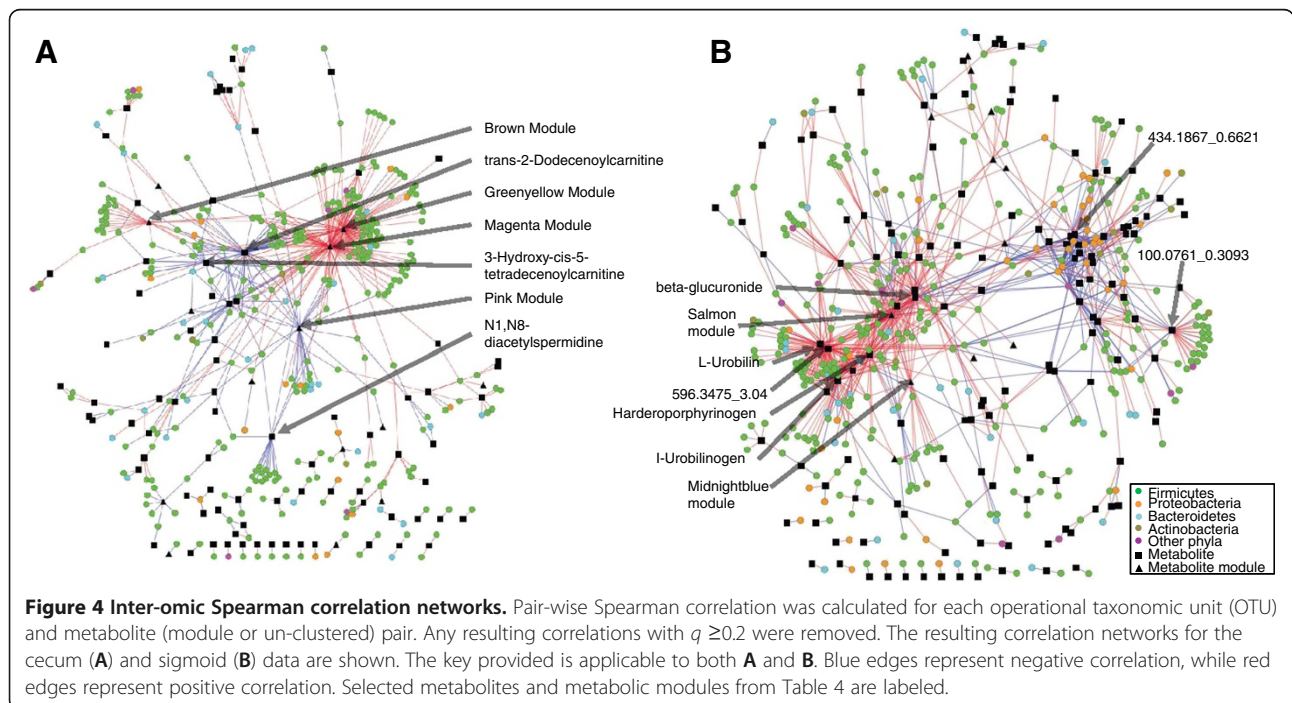 A
B
Brown Module
trans-2-Dodecenoylcarnitine
Greenyellow Module
Magenta Module
3-Hydroxy-cis-5-
tetradecenoylcarnitine
Pink Module
N1,N8-
diacetylspermidine
434.1867_0.6621
100.0761_0.3093
beta-glucuronide
Salmon
module
L-Urobilin
596.3475_3.04
Harderoporphyrinogen
I-Urobilinogen
Midnightblue
module
Firmicutes
Proteobacteria
Bacteroidetes
Actinobacteria
Other phyla
Metabolite
Metabolite module
Figure 4 Inter-omic Spearman correlation networks. Pair-wise Spearman correlation was calculated for each operational taxonomic unit (OTU)
and metabolite (module or un-clustered) pair. Any resulting correlations with q ≥0.2 were removed. The resulting correlation networks for the
cecum (A) and sigmoid (B) data are shown. The key provided is applicable to both A and B. Blue edges represent negative correlation, while red
edges represent positive correlation. Selected metabolites and metabolic modules from Table 4 are labeled.